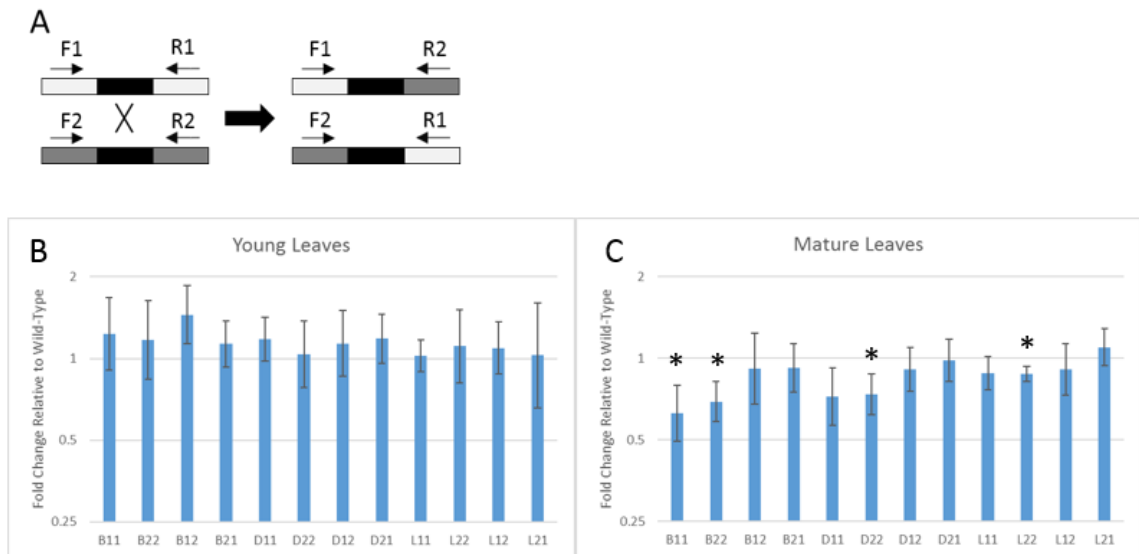 A
F1 R1 F1 R2
F2 R2 F2 R1
B Young Leaves
Fold Change Relative to Wild-Type
2
1
0.5
0.25
B11 B22 B12 B21 D11 D22 D12 D21 L11 L22 L12 L21
C Mature Leaves
Fold Change Relative to Wild-Type
2
1
* * * *
0.5
0.25
B11 B22 B12 B21 D11 D22 D12 D21 L11 L22 L12 L21